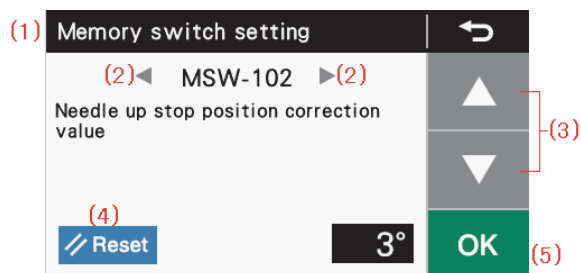 (1) Memory switch setting
(2) MSW-102 (2)
Needle up stop position correction
value
(3)
(4)
Reset 3° OK (5)